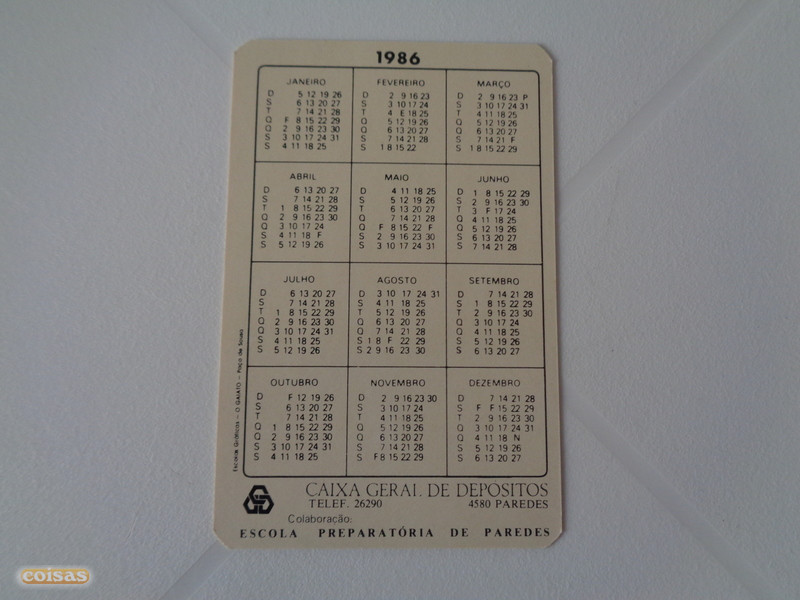 1986
JANEIRO
D 5 12 19 26
S 6 13 20 27
T 7 14 21 28
Q F 8 15 22 29
Q 2 9 16 23 30
S 3 10 17 24 31
S 4 11 18 25
FEVEREIRO
D 2 9 16 23
S 3 10 17 24
T 4 E 18 25
Q 5 12 19 26
Q 6 13 20 27
S 7 14 21 28
S 1 8 15 22
MARÇO
D 2 9 16 23 P
S 3 10 17 24 31
T 4 11 18 25
Q 5 12 19 26
Q 6 13 20 27
S 7 14 21 F
S 1 8 15 22 29
ABRIL
D 6 13 20 27
S 7 14 21 28
T 1 8 15 22 29
Q 2 9 16 23 30
Q 3 10 17 24
S 4 11 18 F
S 5 12 19 26
MAIO
D 4 11 18 25
S 5 12 19 26
T 6 13 20 27
Q 7 14 21 28
Q F 8 15 22 F
S 2 9 16 23 30
S 3 10 17 24 31
JUNHO
D 1 8 15 22 29
S 2 9 16 23 30
T 3 F 17 24
Q 4 11 18 25
Q 5 12 19 26
S 6 13 20 27
S 7 14 21 28
JULHO
D 6 13 20 27
S 7 14 21 28
T 1 8 15 22 29
Q 2 9 16 23 30
Q 3 10 17 24 31
S 4 11 18 25
S 5 12 19 26
AGOSTO
D 3 10 17 24 31
S 4 11 18 25
T 5 12 19 26
Q 6 13 20 27
Q 7 14 21 28
S 1 8 F 22 29
S 2 9 16 23 30
SETEMBRO
D 7 14 21 28
S 1 8 15 22 29
T 2 9 16 23 30
Q 3 10 17 24
Q 4 11 18 25
S 5 12 19 26
S 6 13 20 27
OUTUBRO
D F 12 19 26
S 6 13 20 27
T 7 14 21 28
Q 1 8 15 22 29
Q 2 9 16 23 30
S 3 10 17 24 31
S 4 11 18 25
NOVEMBRO
D 2 9 16 23 30
S 3 10 17 24
T 4 11 18 25
Q 5 12 19 26
Q 6 13 20 27
S 7 14 21 28
S F 8 15 22 29
DEZEMBRO
D 7 14 21 28
S F F 15 22 29
T 2 9 16 23 30
Q 3 10 17 24 31
Q 4 11 18 N
S 5 12 19 26
S 6 13 20 27
Escolas Gráficas - O GAIATO - Paço de Sousa
CAIXA GERAL DE DEPOSITOS
TELEF. 26290 4580 PAREDES
Colaboração:
ESCOLA PREPARATÓRIA DE PAREDES
coisas